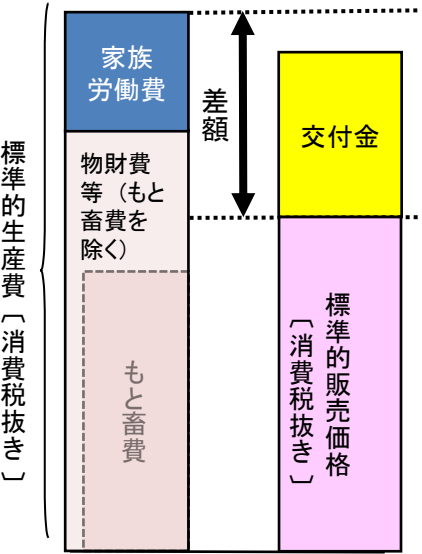 標準的生産費〔消費税抜き〕
家族
労働費
物財費
等（もと
畜費を
除く）
もと畜費
差額
交付金
標準的販売価格
〔消費税抜き〕